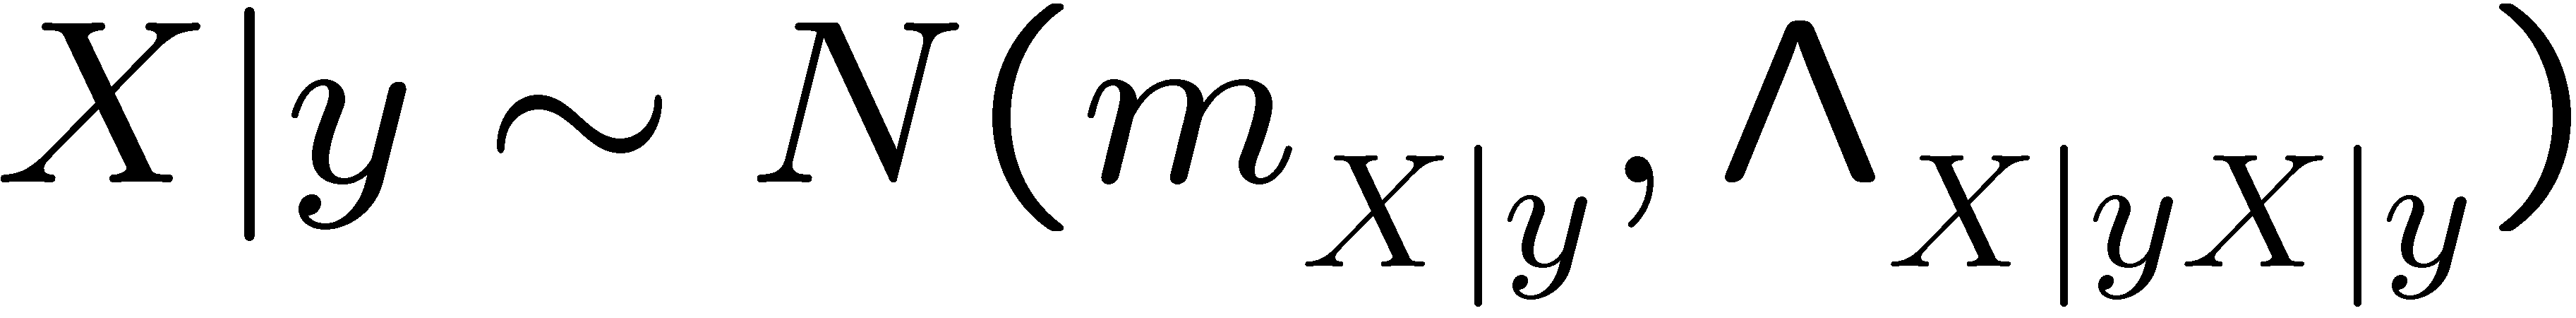 X|y ∼ N(m_{X|y}, Λ_{X|yX|y})